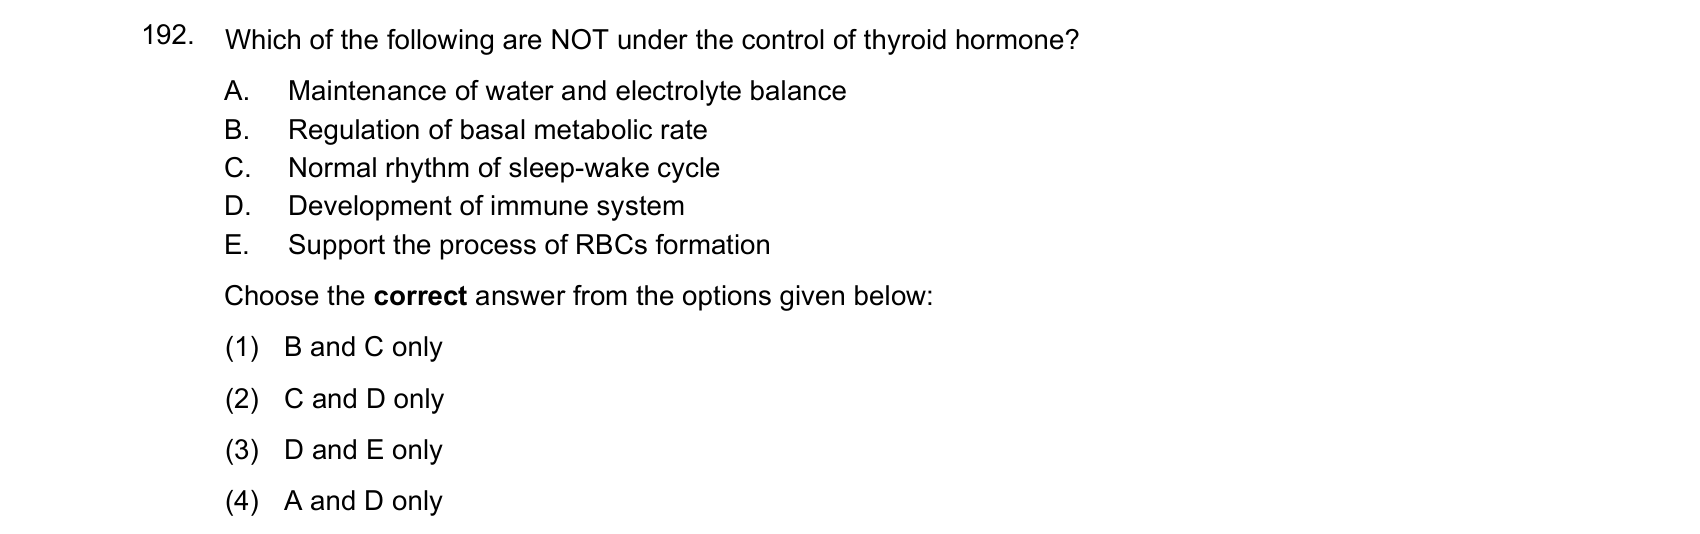 192. Which of the following are NOT under the control of thyroid hormone?
A. Maintenance of water and electrolyte balance
B. Regulation of basal metabolic rate
C. Normal rhythm of sleep-wake cycle
D. Development of immune system
E. Support the process of RBCs formation
Choose the correct answer from the options given below:
(1) B and C only
(2) C and D only
(3) D and E only
(4) A and D only